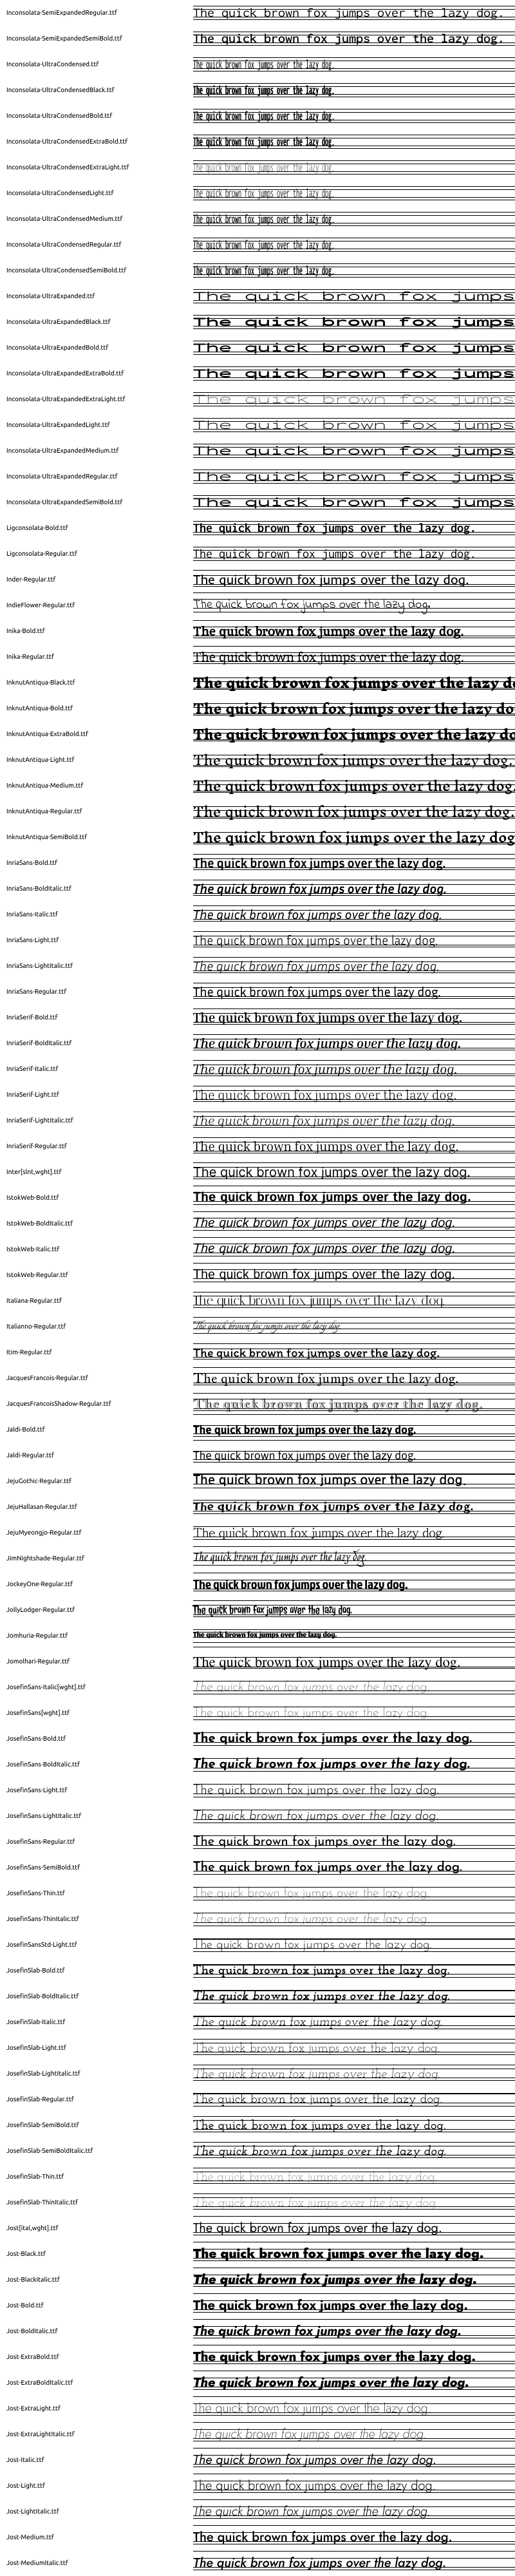 Inconsolata-SemiExpandedRegular.ttf The quick brown fox jumps over the lazy dog.
Inconsolata-SemiExpandedSemiBold.ttf The quick brown fox jumps over the lazy dog.
Inconsolata-UltraCondensed.ttf The quick brown fox jumps over the lazy dog.
Inconsolata-UltraCondensedBlack.ttf The quick brown fox jumps over the lazy dog.
Inconsolata-UltraCondensedBold.ttf The quick brown fox jumps over the lazy dog.
Inconsolata-UltraCondensedExtraBold.ttf The quick brown fox jumps over the lazy dog.
Inconsolata-UltraCondensedExtraLight.ttf The quick brown fox jumps over the lazy dog.
Inconsolata-UltraCondensedLight.ttf The quick brown fox jumps over the lazy dog.
Inconsolata-UltraCondensedMedium.ttf The quick brown fox jumps over the lazy dog.
Inconsolata-UltraCondensedRegular.ttf The quick brown fox jumps over the lazy dog.
Inconsolata-UltraCondensedSemiBold.ttf The quick brown fox jumps over the lazy dog.
Inconsolata-UltraExpanded.ttf The quick brown fox jumps
Inconsolata-UltraExpandedBlack.ttf The quick brown fox jumps
Inconsolata-UltraExpandedBold.ttf The quick brown fox jumps
Inconsolata-UltraExpandedExtraBold.ttf The quick brown fox jumps
Inconsolata-UltraExpandedExtraLight.ttf The quick brown fox jumps
Inconsolata-UltraExpandedLight.ttf The quick brown fox jumps
Inconsolata-UltraExpandedMedium.ttf The quick brown fox jumps
Inconsolata-UltraExpandedRegular.ttf The quick brown fox jumps
Inconsolata-UltraExpandedSemiBold.ttf The quick brown fox jumps
Ligconsolata-Bold.ttf The quick brown fox jumps over the lazy dog.
Ligconsolata-Regular.ttf The quick brown fox jumps over the lazy dog.
Inder-Regular.ttf The quick brown fox jumps over the lazy dog.
IndieFlower-Regular.ttf The quick brown fox jumps over the lazy dog.
Inika-Bold.ttf The quick brown fox jumps over the lazy dog.
Inika-Regular.ttf The quick brown fox jumps over the lazy dog.
InknutAntiqua-Black.ttf The quick brown fox jumps over the lazy do
InknutAntiqua-Bold.ttf The quick brown fox jumps over the lazy do
InknutAntiqua-ExtraBold.ttf The quick brown fox jumps over the lazy do
InknutAntiqua-Light.ttf The quick brown fox jumps over the lazy dog.
InknutAntiqua-Medium.ttf The quick brown fox jumps over the lazy dog.
InknutAntiqua-Regular.ttf The quick brown fox jumps over the lazy dog.
InknutAntiqua-SemiBold.ttf The quick brown fox jumps over the lazy dog
InriaSans-Bold.ttf The quick brown fox jumps over the lazy dog.
InriaSans-BoldItalic.ttf The quick brown fox jumps over the lazy dog.
InriaSans-Italic.ttf The quick brown fox jumps over the lazy dog.
InriaSans-Light.ttf The quick brown fox jumps over the lazy dog.
InriaSans-LightItalic.ttf The quick brown fox jumps over the lazy dog.
InriaSans-Regular.ttf The quick brown fox jumps over the lazy dog.
InriaSerif-Bold.ttf The quick brown fox jumps over the lazy dog.
InriaSerif-BoldItalic.ttf The quick brown fox jumps over the lazy dog.
InriaSerif-Italic.ttf The quick brown fox jumps over the lazy dog.
InriaSerif-Light.ttf The quick brown fox jumps over the lazy dog.
InriaSerif-LightItalic.ttf The quick brown fox jumps over the lazy dog.
InriaSerif-Regular.ttf The quick brown fox jumps over the lazy dog.
Inter[slnt,wght].ttf The quick brown fox jumps over the lazy dog.
IstokWeb-Bold.ttf The quick brown fox jumps over the lazy dog.
IstokWeb-BoldItalic.ttf The quick brown fox jumps over the lazy dog.
IstokWeb-Italic.ttf The quick brown fox jumps over the lazy dog.
IstokWeb-Regular.ttf The quick brown fox jumps over the lazy dog.
Italiana-Regular.ttf The quick brown fox jumps over the lazy dog.
Italianno-Regular.ttf The quick brown fox jumps over the lazy dog.
Itim-Regular.ttf The quick brown fox jumps over the lazy dog.
JacquesFrancois-Regular.ttf The quick brown fox jumps over the lazy dog.
JacquesFrancoisShadow-Regular.ttf The quick brown fox jumps over the lazy dog.
Jaldi-Bold.ttf The quick brown fox jumps over the lazy dog.
Jaldi-Regular.ttf The quick brown fox jumps over the lazy dog.
JejuGothic-Regular.ttf The quick brown fox jumps over the lazy dog.
JejuHallasan-Regular.ttf The quick brown fox jumps over the lazy dog.
JejuMyeongjo-Regular.ttf The quick brown fox jumps over the lazy dog.
JimNightshade-Regular.ttf The quick brown fox jumps over the lazy dog.
JockeyOne-Regular.ttf The quick brown fox jumps over the lazy dog.
JollyLodger-Regular.ttf The quick brown fox jumps over the lazy dog.
Jomhuria-Regular.ttf The quick brown fox jumps over the lazy dog.
Jomolhari-Regular.ttf The quick brown fox jumps over the lazy dog.
JosefinSans-Italic[wght].ttf The quick brown fox jumps over the lazy dog.
JosefinSans[wght].ttf The quick brown fox jumps over the lazy dog.
JosefinSans-Bold.ttf The quick brown fox jumps over the lazy dog.
JosefinSans-BoldItalic.ttf The quick brown fox jumps over the lazy dog.
JosefinSans-Light.ttf The quick brown fox jumps over the lazy dog.
JosefinSans-LightItalic.ttf The quick brown fox jumps over the lazy dog.
JosefinSans-Regular.ttf The quick brown fox jumps over the lazy dog.
JosefinSans-SemiBold.ttf The quick brown fox jumps over the lazy dog.
JosefinSans-Thin.ttf The quick brown fox jumps over the lazy dog.
JosefinSans-ThinItalic.ttf The quick brown fox jumps over the lazy dog.
JosefinSansStd-Light.ttf The quick brown fox jumps over the lazy dog.
JosefinSlab-Bold.ttf The quick brown fox jumps over the lazy dog.
JosefinSlab-BoldItalic.ttf The quick brown fox jumps over the lazy dog.
JosefinSlab-Italic.ttf The quick brown fox jumps over the lazy dog.
JosefinSlab-Light.ttf The quick brown fox jumps over the lazy dog.
JosefinSlab-LightItalic.ttf The quick brown fox jumps over the lazy dog.
JosefinSlab-Regular.ttf The quick brown fox jumps over the lazy dog.
JosefinSlab-SemiBold.ttf The quick brown fox jumps over the lazy dog.
JosefinSlab-SemiBoldItalic.ttf The quick brown fox jumps over the lazy dog.
JosefinSlab-Thin.ttf The quick brown fox jumps over the lazy dog.
JosefinSlab-ThinItalic.ttf The quick brown fox jumps over the lazy dog.
Jost[ital,wght].ttf The quick brown fox jumps over the lazy dog.
Jost-Black.ttf The quick brown fox jumps over the lazy dog.
Jost-BlackItalic.ttf The quick brown fox jumps over the lazy dog.
Jost-Bold.ttf The quick brown fox jumps over the lazy dog.
Jost-BoldItalic.ttf The quick brown fox jumps over the lazy dog.
Jost-ExtraBold.ttf The quick brown fox jumps over the lazy dog.
Jost-ExtraBoldItalic.ttf The quick brown fox jumps over the lazy dog.
Jost-ExtraLight.ttf The quick brown fox jumps over the lazy dog.
Jost-ExtraLightItalic.ttf The quick brown fox jumps over the lazy dog.
Jost-Italic.ttf The quick brown fox jumps over the lazy dog.
Jost-Light.ttf The quick brown fox jumps over the lazy dog.
Jost-LightItalic.ttf The quick brown fox jumps over the lazy dog.
Jost-Medium.ttf The quick brown fox jumps over the lazy dog.
Jost-MediumItalic.ttf The quick brown fox jumps over the lazy dog.